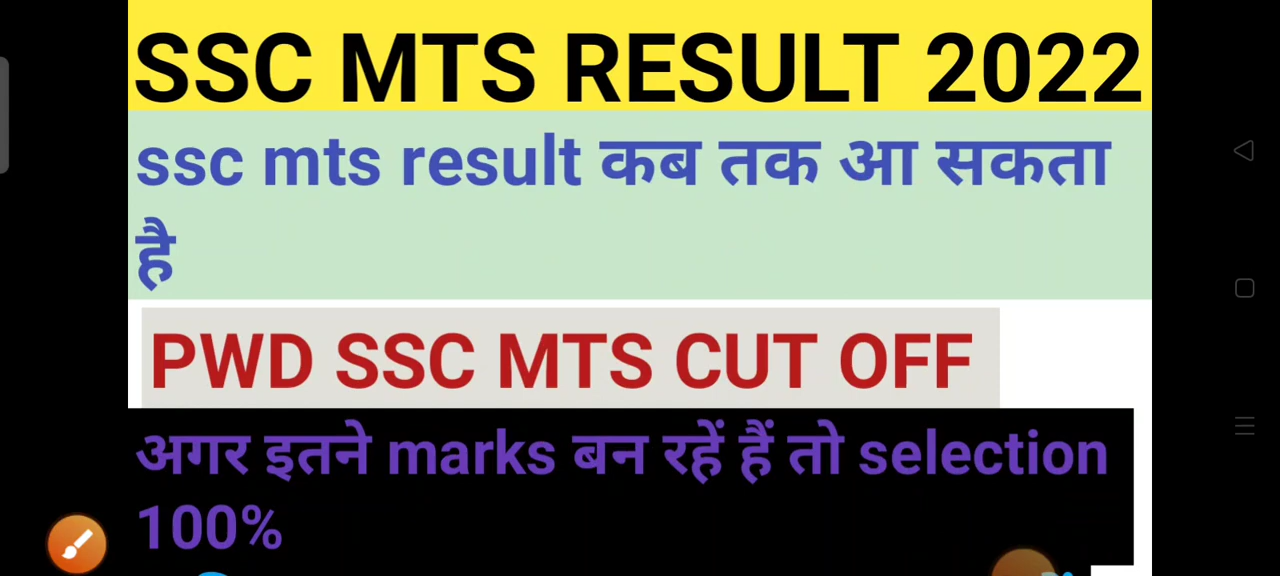 SSC MTS RESULT 2022
ssc mts result कब तक आ सकता
है
PWD SSC MTS CUT OFF
अगर इतने marks बन रहें हैं तो selection
100%